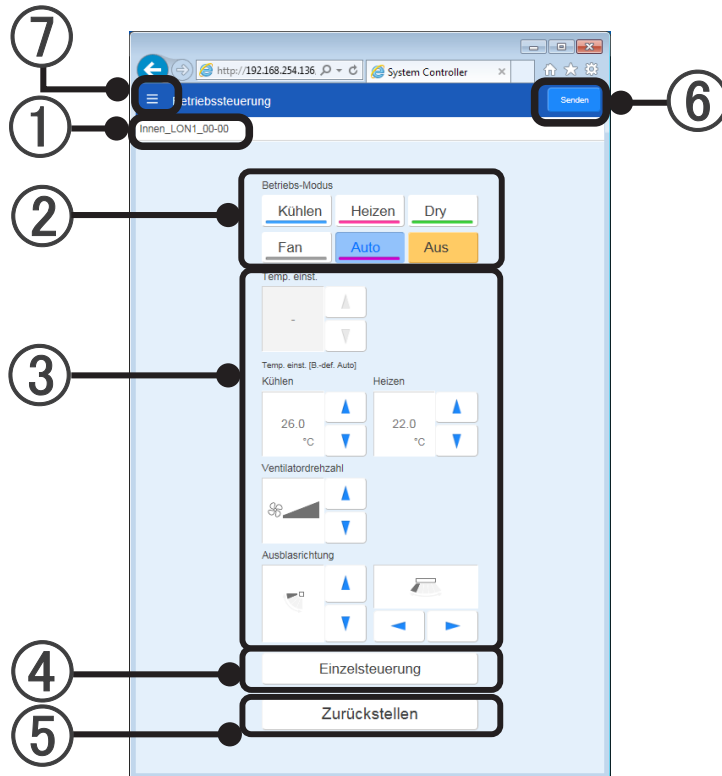 7
http://192.168.254.136
System Controller
Betriebssteuerung
Senden
6
1
Innen_LON1_00-00
2
Betriebs-Modus
Kühlen Heizen Dry
Fan Auto Aus
3
Temp. einst.
-
Temp. einst. [B.-def. Auto]
Kühlen Heizen
26.0 22.0
°C °C
Ventilatordrehzahl
Ausblasrichtung
4
Einzelsteuerung
5
Zurückstellen